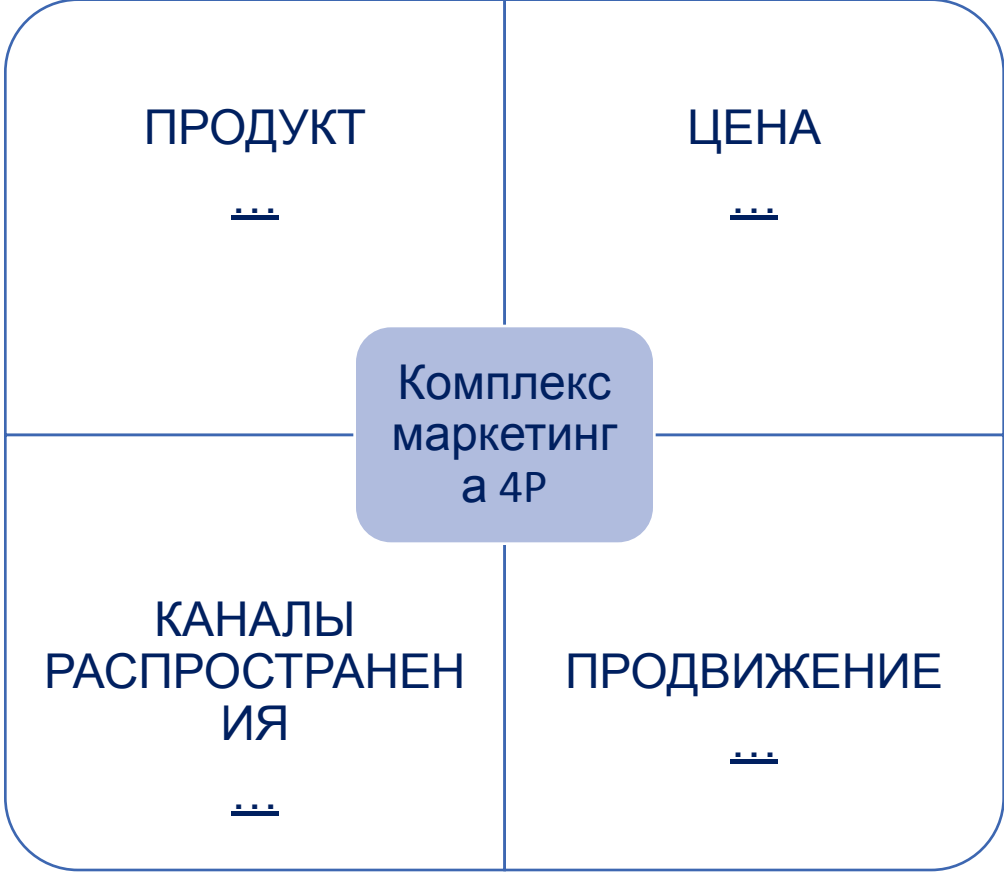 ПРОДУКТ
...
ЦЕНА
...
Комплекс
маркетинг
а 4P
КАНАЛЫ
РАСПРОСТРАНЕН
ИЯ
...
ПРОДВИЖЕНИЕ
...